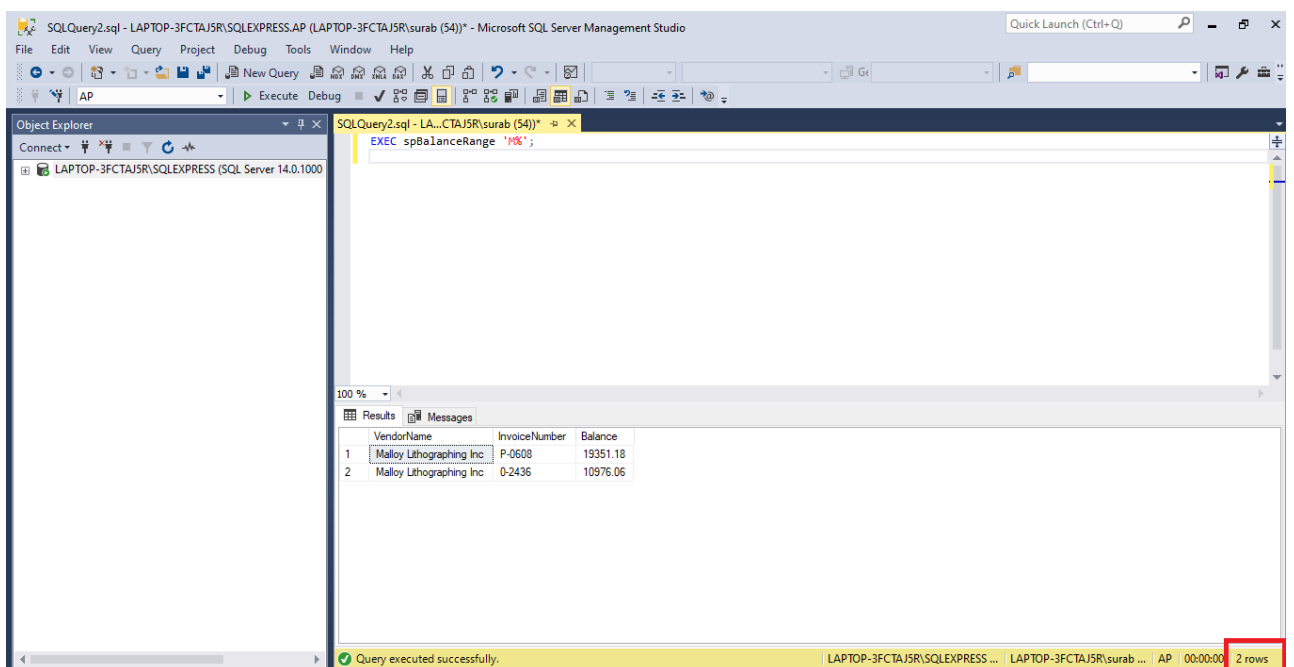 SQLQuery2.sql - LAPTOP-3FCTAJ5R\SQLEXPRESS.AP (LAPTOP-3FCTAJ5R\surab (54))* - Microsoft SQL Server Management Studio
Quick Launch (Ctrl+Q)
File Edit View Query Project Debug Tools Window Help
New Query
AP Execute Debug
Object Explorer
SQLQuery2.sql - LA...CTAJ5R\surab (54))*
Connect
LAPTOP-3FCTAJ5R\SQLEXPRESS (SQL Server 14.0.1000
EXEC spBalanceRange 'M%';
100 %
Results Messages
VendorName InvoiceNumber Balance
1 Malloy Lithographing Inc P-0608 19351.18
2 Malloy Lithographing Inc 0-2436 10976.06
Query executed successfully. LAPTOP-3FCTAJ5R\SQLEXPRESS ... LAPTOP-3FCTAJ5R\surab ... AP 00:00:00 2 rows